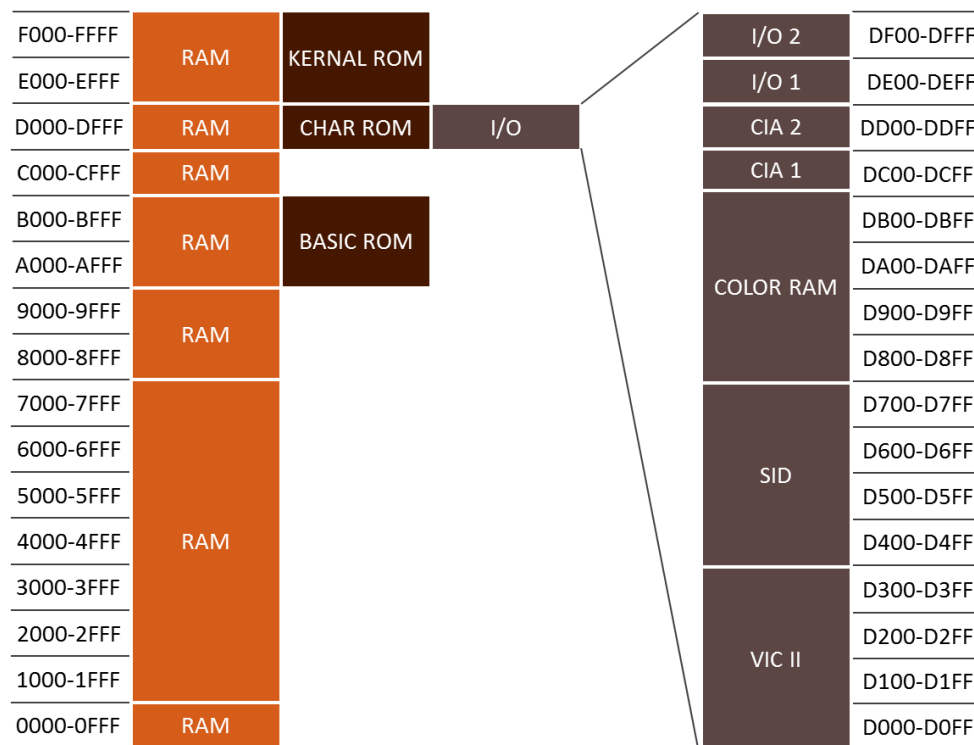 F000-FFFF
RAM
KERNAL ROM
E000-EFFF
D000-DFFF
RAM
CHAR ROM
I/O
C000-CFFF
RAM
B000-BFFF
RAM
BASIC ROM
A000-AFFF
9000-9FFF
RAM
8000-8FFF
7000-7FFF
6000-6FFF
5000-5FFF
4000-4FFF
RAM
3000-3FFF
2000-2FFF
1000-1FFF
0000-0FFF
RAM
I/O 2
DF00-DFFF
I/O 1
DE00-DEFF
CIA 2
DD00-DDFF
CIA 1
DC00-DCFF
DB00-DBFF
COLOR RAM
DA00-DAFF
D900-D9FF
D800-D8FF
D700-D7FF
D600-D6FF
SID
D500-D5FF
D400-D4FF
D300-D3FF
D200-D2FF
VIC II
D100-D1FF
D000-D0FF